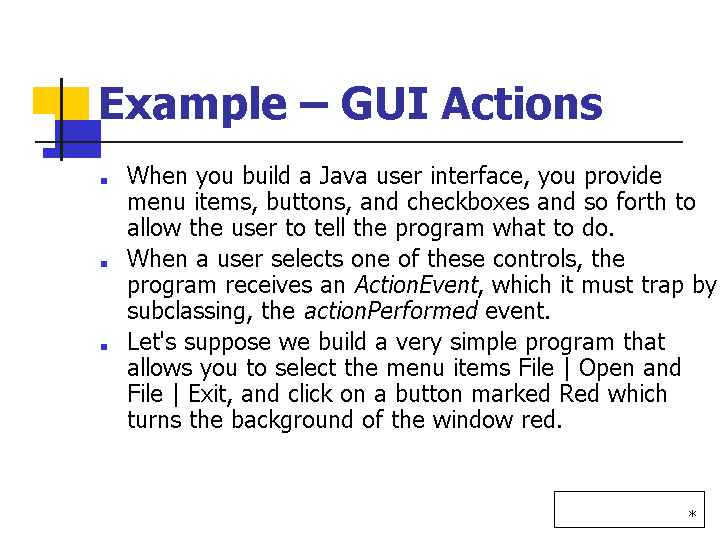 Example – GUI Actions
When you build a Java user interface, you provide
menu items, buttons, and checkboxes and so forth to
allow the user to tell the program what to do.
When a user selects one of these controls, the
program receives an ActionEvent, which it must trap by
subclassing, the actionPerformed event.
Let's suppose we build a very simple program that
allows you to select the menu items File | Open and
File | Exit, and click on a button marked Red which
turns the background of the window red.
*